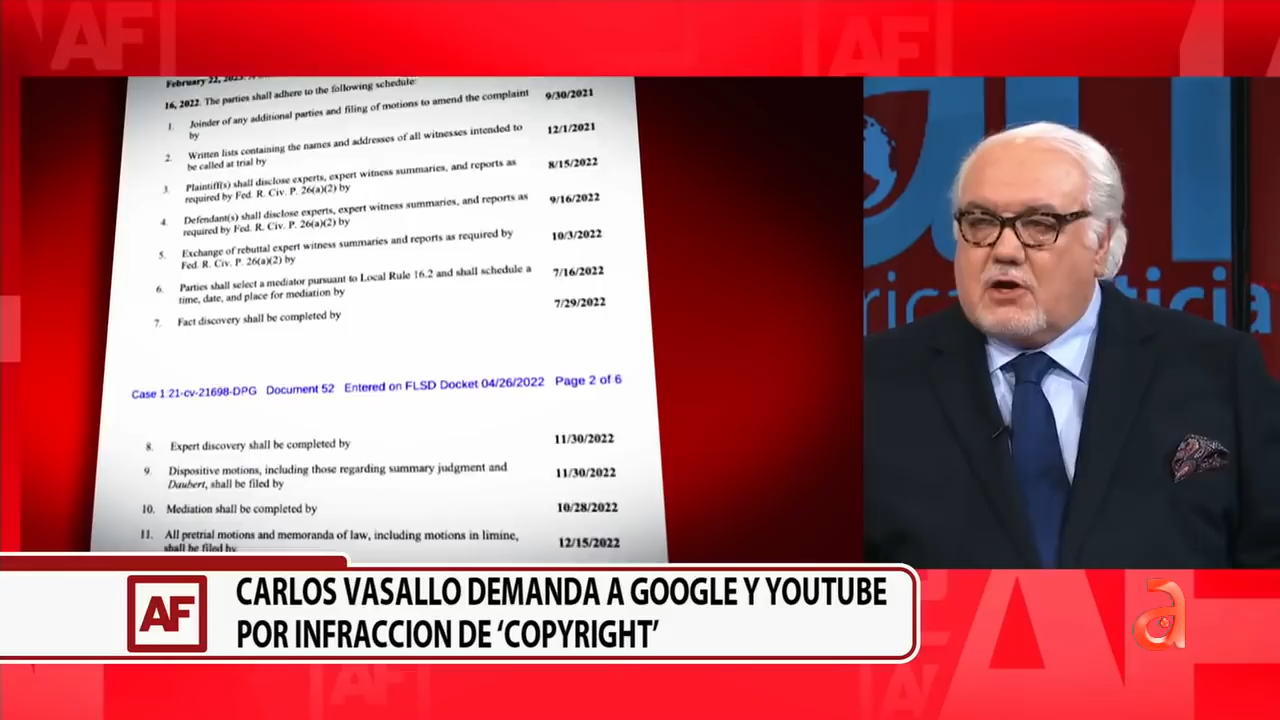 AF
AF
February 22, 2023.
16, 2022. The parties shall adhere to the following schedule:
1. Joinder of any additional parties and filing of motions to amend the complaint by 9/30/2021
2. Written lists containing the names and addresses of all witnesses intended to be called at trial by 12/1/2021
3. Plaintiff(s) shall disclose experts, expert witness summaries, and reports as required by Fed. R. Civ. P. 26(a)(2) by 8/15/2022
4. Defendant(s) shall disclose experts, expert witness summaries, and reports as required by Fed. R. Civ. P. 26(a)(2) by 9/16/2022
5. Exchange of rebuttal expert witness summaries and reports as required by Fed. R. Civ. P. 26(a)(2) by 10/3/2022
6. Parties shall select a mediator pursuant to Local Rule 16.2 and shall schedule a time, date, and place for mediation by 7/16/2022
7. Fact discovery shall be completed by 7/29/2022
Case 1 21-cv-21698-DPG Document 52 Entered on FLSD Docket 04/26/2022 Page 2 of 6
8. Expert discovery shall be completed by 11/30/2022
9. Dispositive motions, including those regarding summary judgment and Daubert, shall be filed by 11/30/2022
10. Mediation shall be completed by 10/28/2022
11. All pretrial motions and memoranda of law, including motions in limine, shall be filed by 12/15/2022
AF
CARLOS VASALLO DEMANDA A GOOGLE Y YOUTUBE
POR INFRACCION DE ‘COPYRIGHT’
a
AF